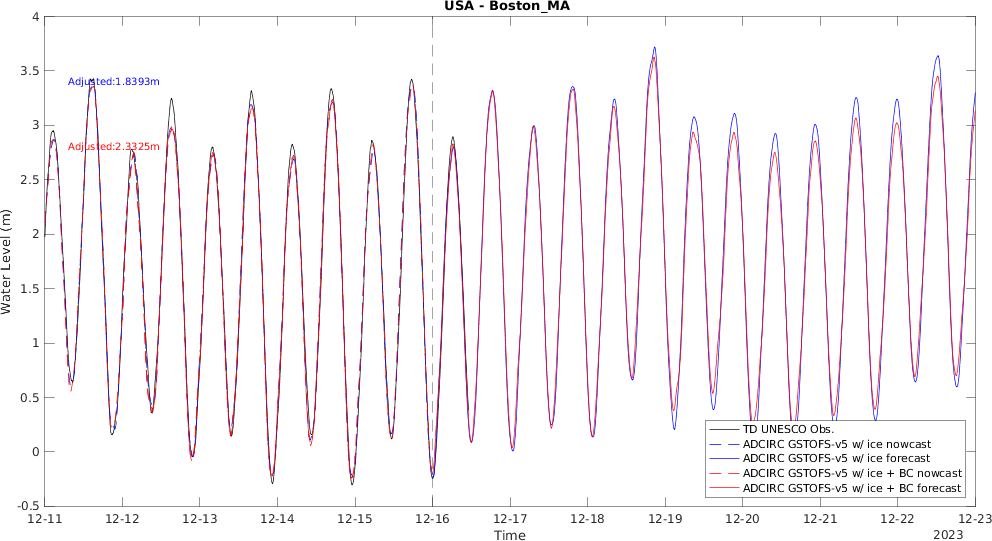 USA - Boston_MA
4
3.5
3
2.5
2
1.5
1
0.5
0
-0.5
Water Level (m)
Adjusted:1.8393m
Adjusted:2.3325m
TD UNESCO Obs.
ADCIRC GSTOFS-v5 w/ ice nowcast
ADCIRC GSTOFS-v5 w/ ice forecast
ADCIRC GSTOFS-v5 w/ ice + BC nowcast
ADCIRC GSTOFS-v5 w/ ice + BC forecast
12-11 12-12 12-13 12-14 12-15 12-16 12-17 12-18 12-19 12-20 12-21 12-22 12-23
Time
2023